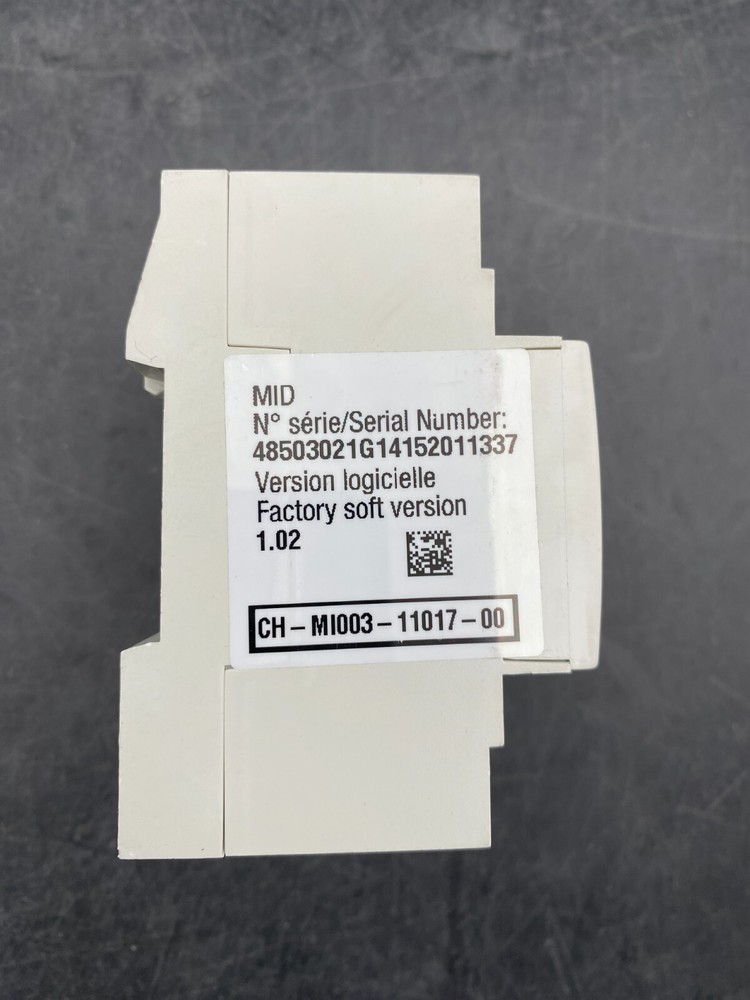 MID
N° série/Serial Number:
48503021G14152011337
Version logicielle
Factory soft version
1.02
CH – MI003 – 11017 – 00